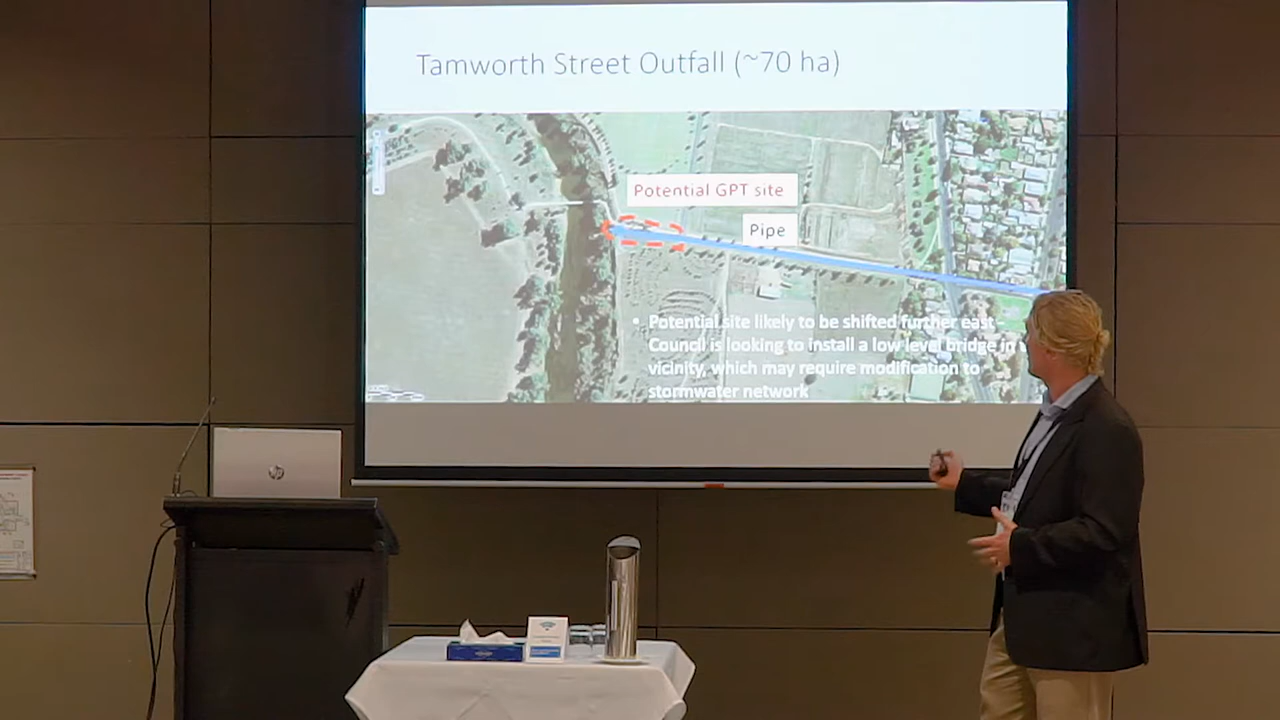 Tamworth Street Outfall (~70 ha)
Potential GPT site
Pipe
• Potential site likely to be shifted further east -
Council is looking to install a low level bridge in
vicinity, which may require modification to
stormwater network
hp